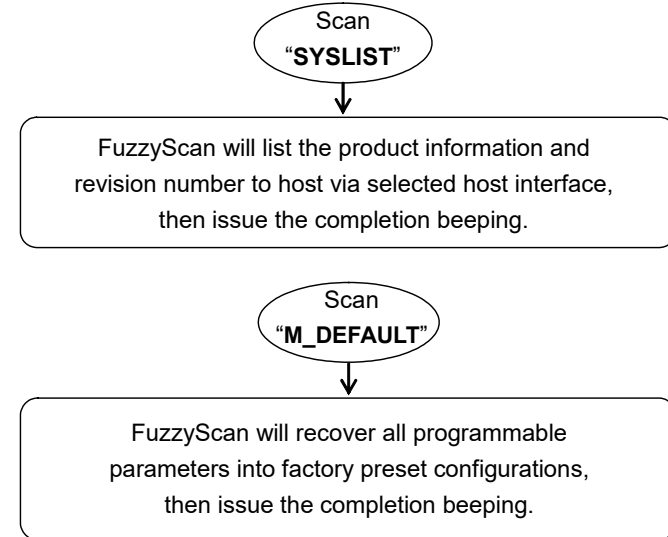 Scan
“SYSLIST”
FuzzyScan will list the product information and
revision number to host via selected host interface,
then issue the completion beeping.
Scan
“M_DEFAULT”
FuzzyScan will recover all programmable
parameters into factory preset configurations,
then issue the completion beeping.